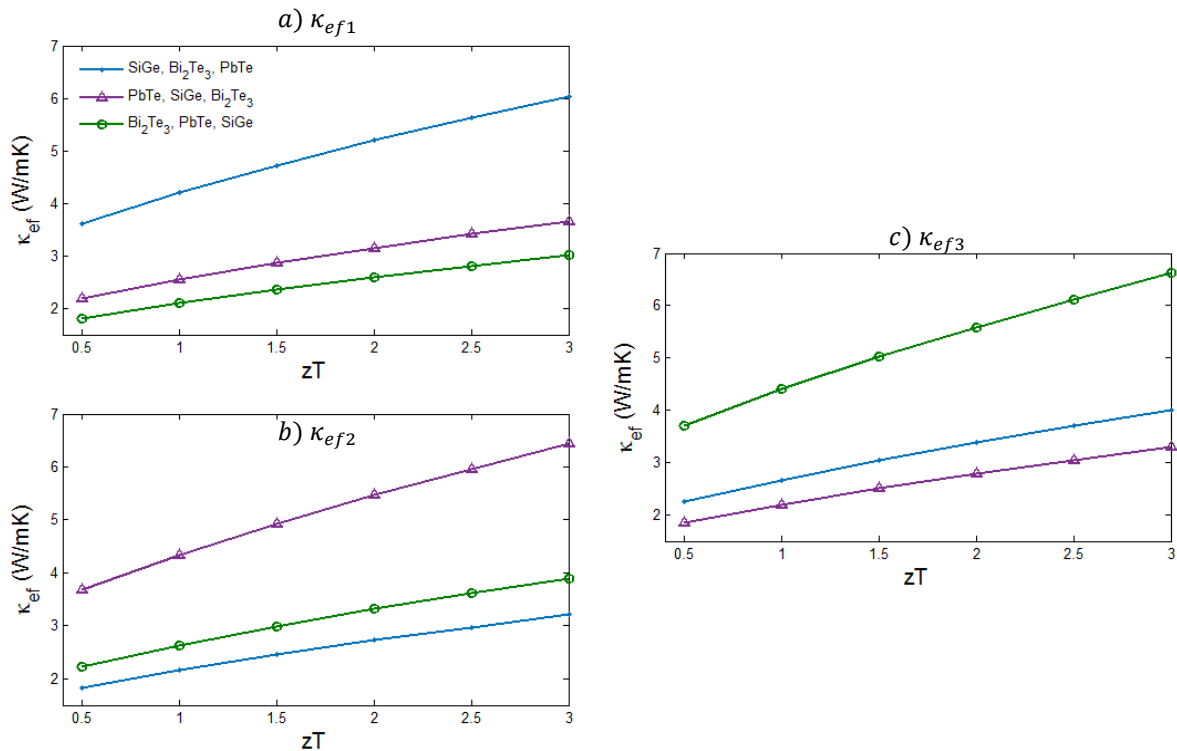 a) κef1
7
6
5
4
3
2
κef (W/mK)
SiGe, Bi2Te3, PbTe
PbTe, SiGe, Bi2Te3
Bi2Te3, PbTe, SiGe
0.5 1 1.5 2 2.5 3
zT
b) κef2
7
6
5
4
3
2
κef (W/mK)
0.5 1 1.5 2 2.5 3
zT
c) κef3
7
6
5
4
3
2
κef (W/mK)
0.5 1 1.5 2 2.5 3
zT